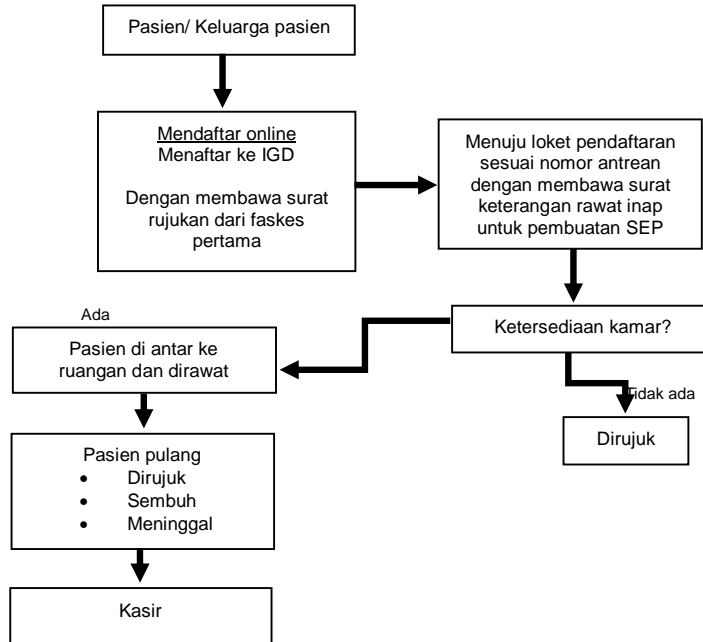 Pasien/ Keluarga pasien
Mendaftar online
Menaftar ke IGD
Dengan membawa surat
rujukan dari faskes
pertama
Menuju loket pendaftaran
sesuai nomor antrean
dengan membawa surat
keterangan rawat inap
untuk pembuatan SEP
Ketersediaan kamar?
Ada
Pasien di antar ke
ruangan dan dirawat
Tidak ada
Dirujuk
Pasien pulang
• Dirujuk
• Sembuh
• Meninggal
Kasir